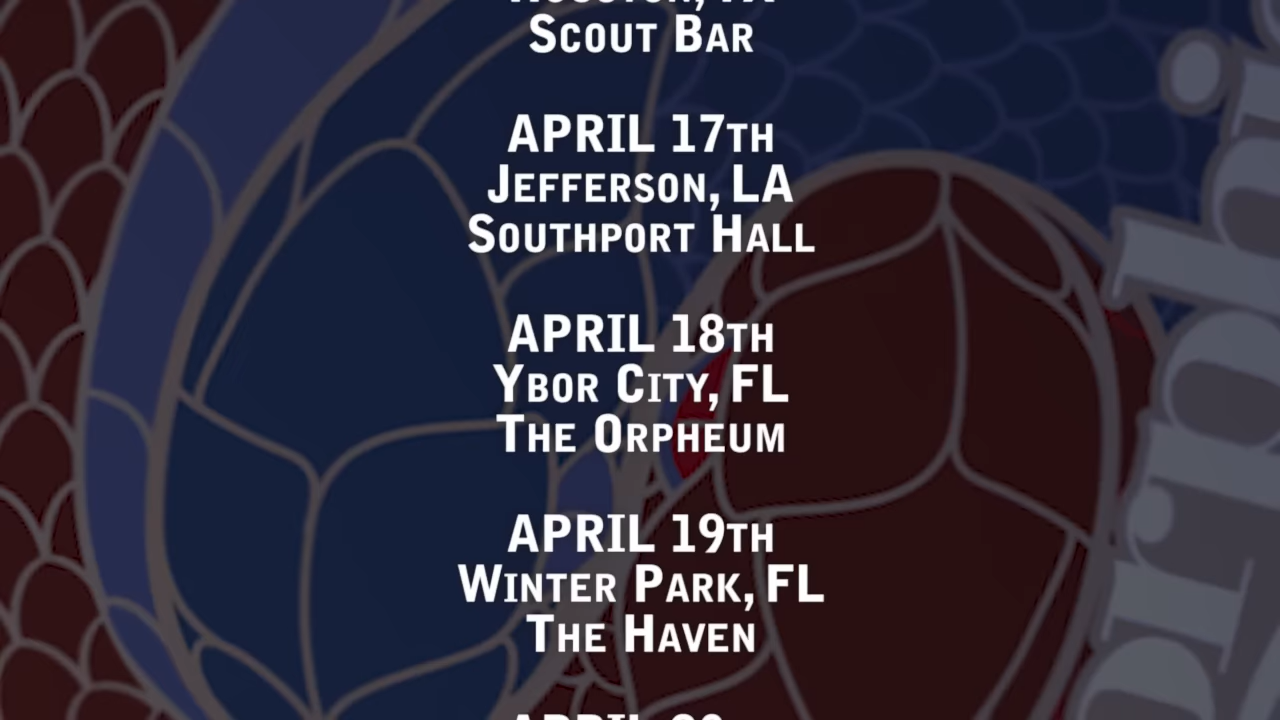 Scout Bar
APRIL 17th
Jefferson, LA
Southport Hall
APRIL 18th
Ybor City, FL
The Orpheum
APRIL 19th
Winter Park, FL
The Haven